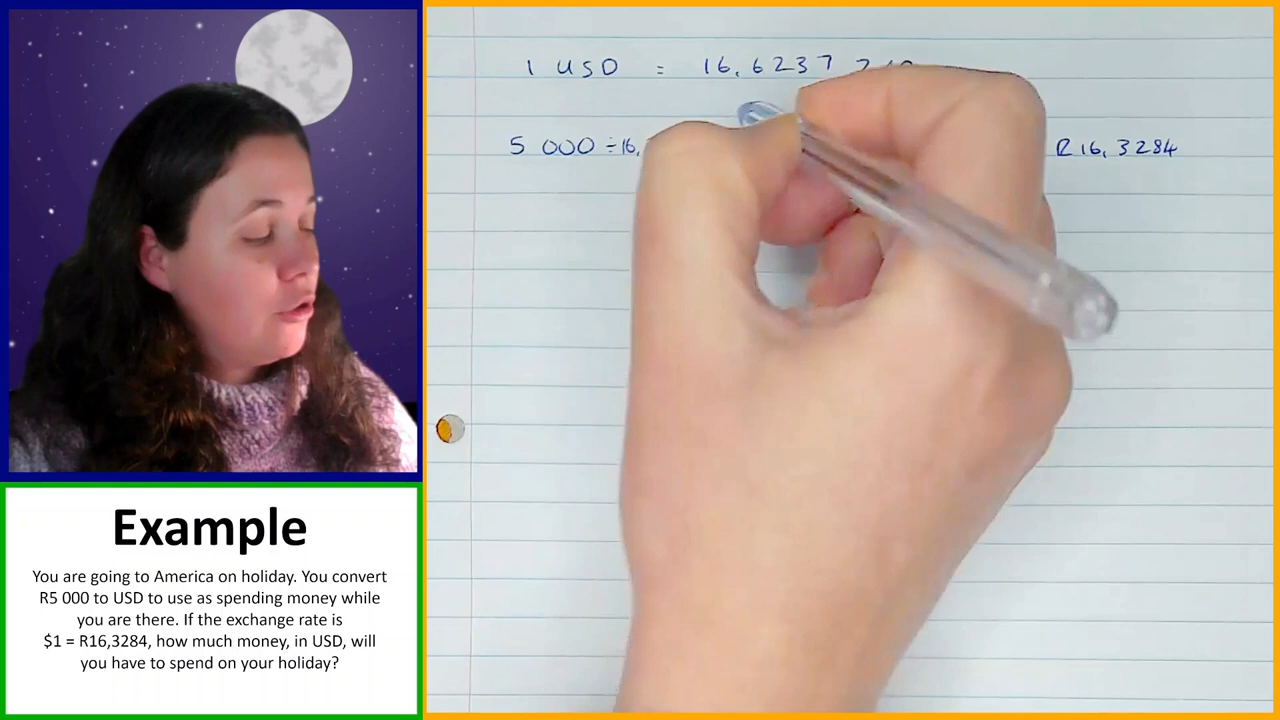 1 USD = 16,6237
5 000 ÷ 16, R16,3284
Example
You are going to America on holiday. You convert
R5 000 to USD to use as spending money while
you are there. If the exchange rate is
$1 = R16,3284, how much money, in USD, will
you have to spend on your holiday?